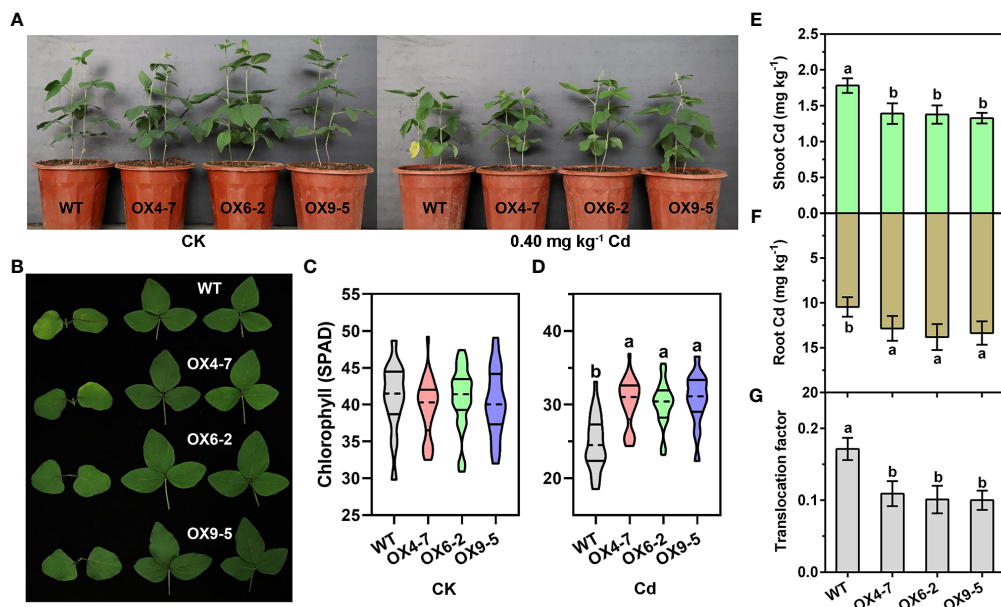 A
WT OX4-7 OX6-2 OX9-5 WT OX4-7 OX6-2 OX9-5
CK 0.40 mg kg⁻¹ Cd
B
WT
OX4-7
OX6-2
OX9-5
C
Chlorophyll (SPAD)
55
50
45
40
35
30
25
WT OX4-7 OX6-2 OX9-5
CK
D
40
30
20
b a a a
WT OX4-7 OX6-2 OX9-5
Cd
E
Shoot Cd (mg kg⁻¹)
2.5
2.0
1.5
1.0
0.5
0.0
a b b b
F
Root Cd (mg kg⁻¹)
10
15
20
b a a a
G
Translocation factor
0.2
0.1
0.0
a b b b
WT OX4-7 OX6-2 OX9-5